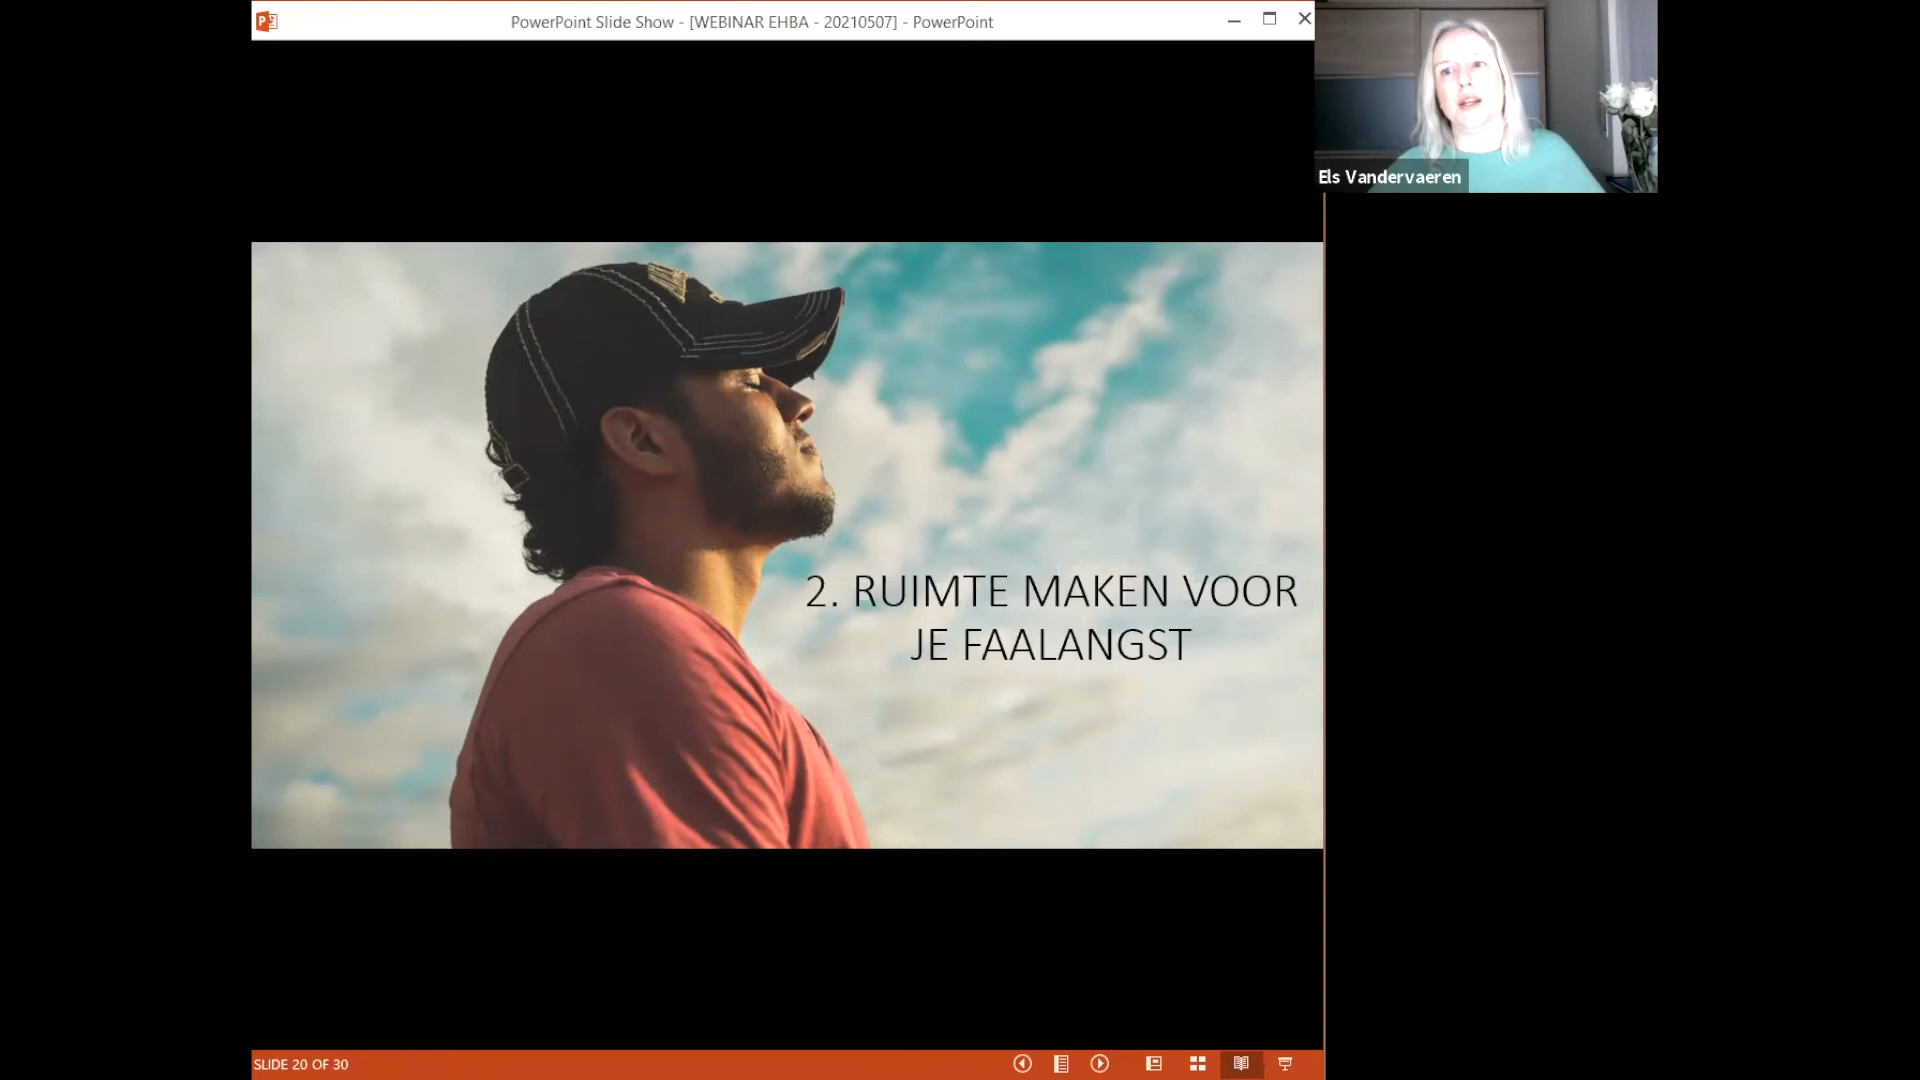 PowerPoint Slide Show - [WEBINAR EHBA - 20210507] - PowerPoint
Els Vandervaeren
2. RUIMTE MAKEN VOOR
JE FAALANGST
SLIDE 20 OF 30